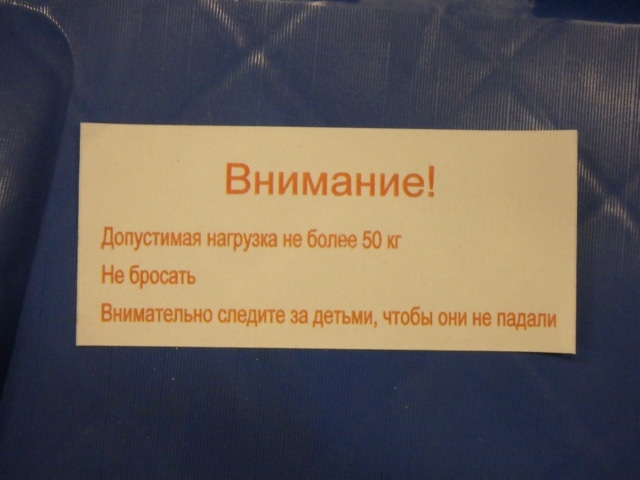 Внимание!
Допустимая нагрузка не более 50 кг
Не бросать
Внимательно следите за детьми, чтобы они не падали